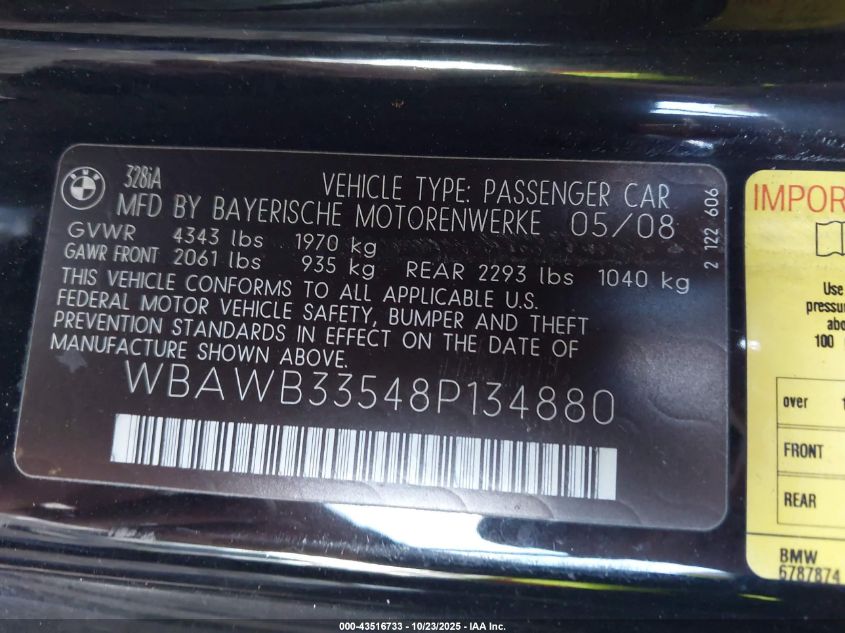 BMW
328iA
VEHICLE TYPE: PASSENGER CAR
MFD BY BAYERISCHE MOTORENWERKE 05/08
GVWR 4343 lbs 1970 kg
GAWR FRONT 2061 lbs 935 kg REAR 2293 lbs 1040 kg
THIS VEHICLE CONFORMS TO ALL APPLICABLE U.S.
FEDERAL MOTOR VEHICLE SAFETY, BUMPER AND THEFT
PREVENTION STANDARDS IN EFFECT ON THE DATE OF
MANUFACTURE SHOWN ABOVE.
WBAWB33548P134880
2 122 606
IMPOR
Use
pressur
abo
100
over 1
FRONT
REAR
BMW
6787874
000-43516733 - 10/23/2025 - IAA Inc.